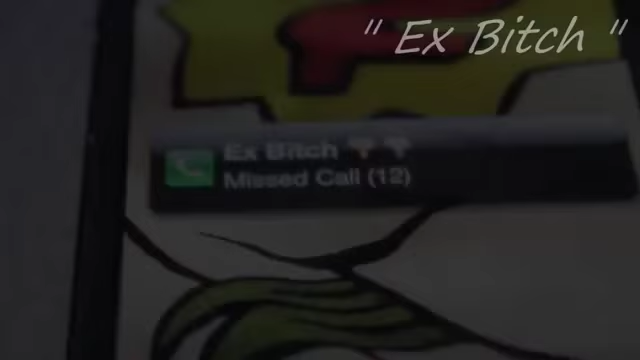 " Ex Bitch "
Ex Bitch 👎👎
Missed Call (12)